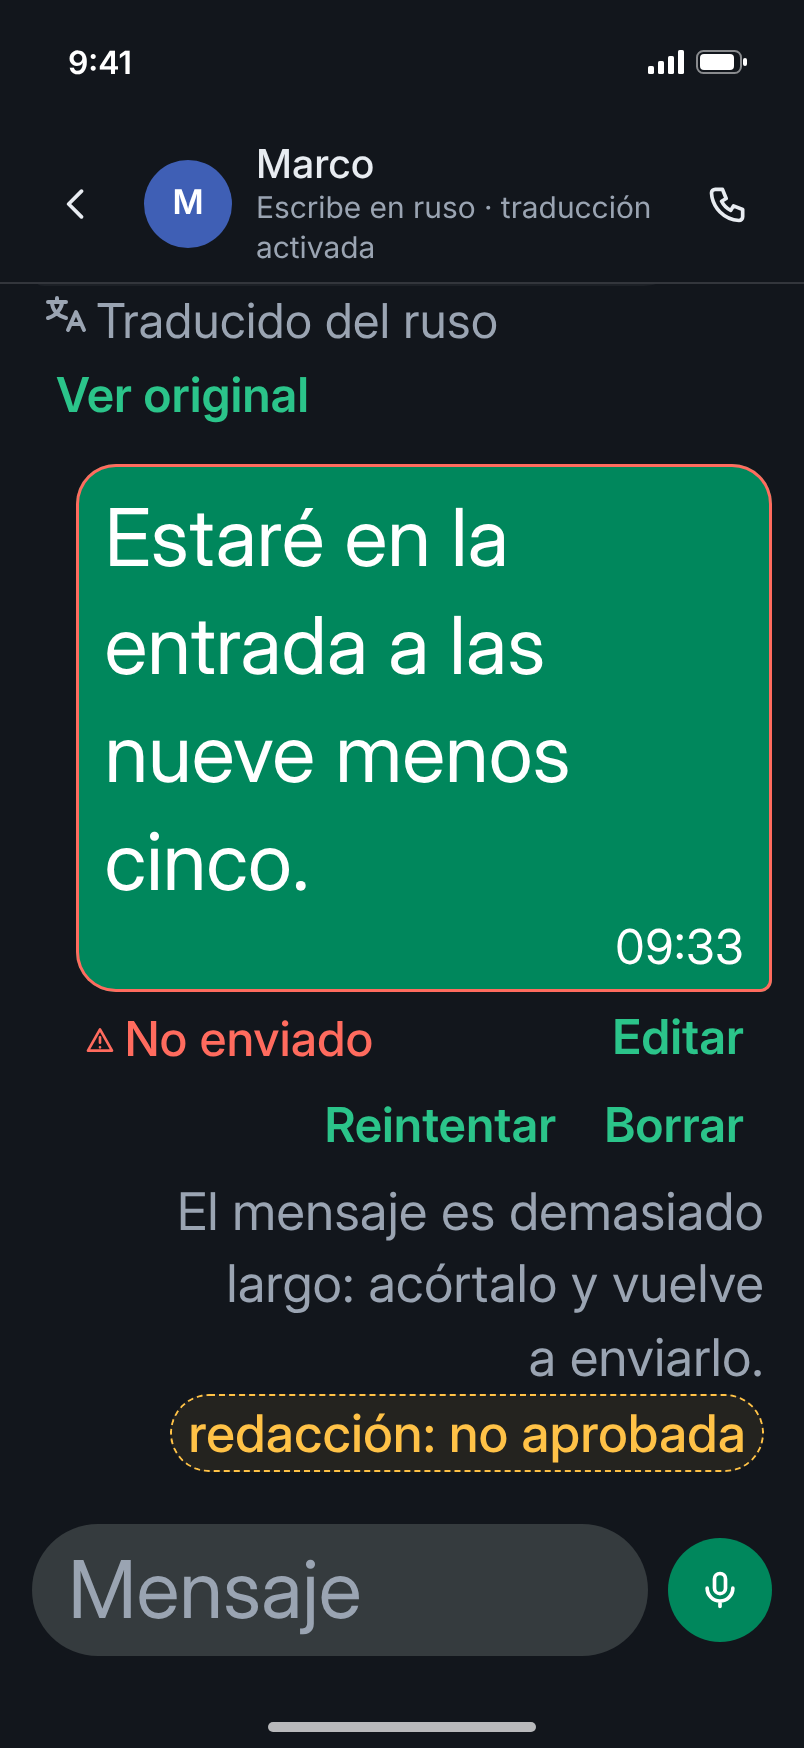 9:41
M
Marco
Escribe en ruso · traducción
activada
Traducido del ruso
Ver original
Estaré en la
entrada a las
nueve menos
cinco.
09:33
No enviado
Editar
Reintentar Borrar
El mensaje es demasiado
largo: acórtalo y vuelve
a enviarlo.
redacción: no aprobada
Mensaje